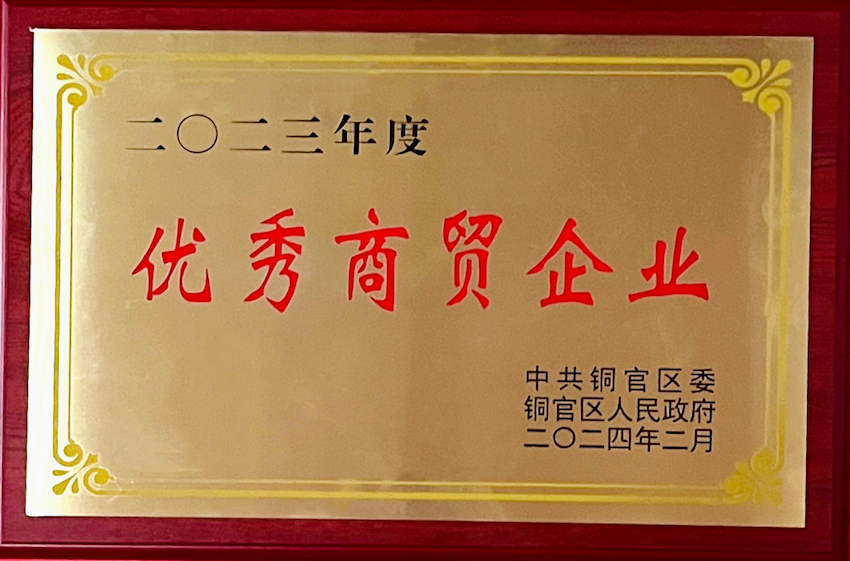 二〇二三年度
优秀商贸企业
中共铜官区委
铜官区人民政府
二〇二四年二月